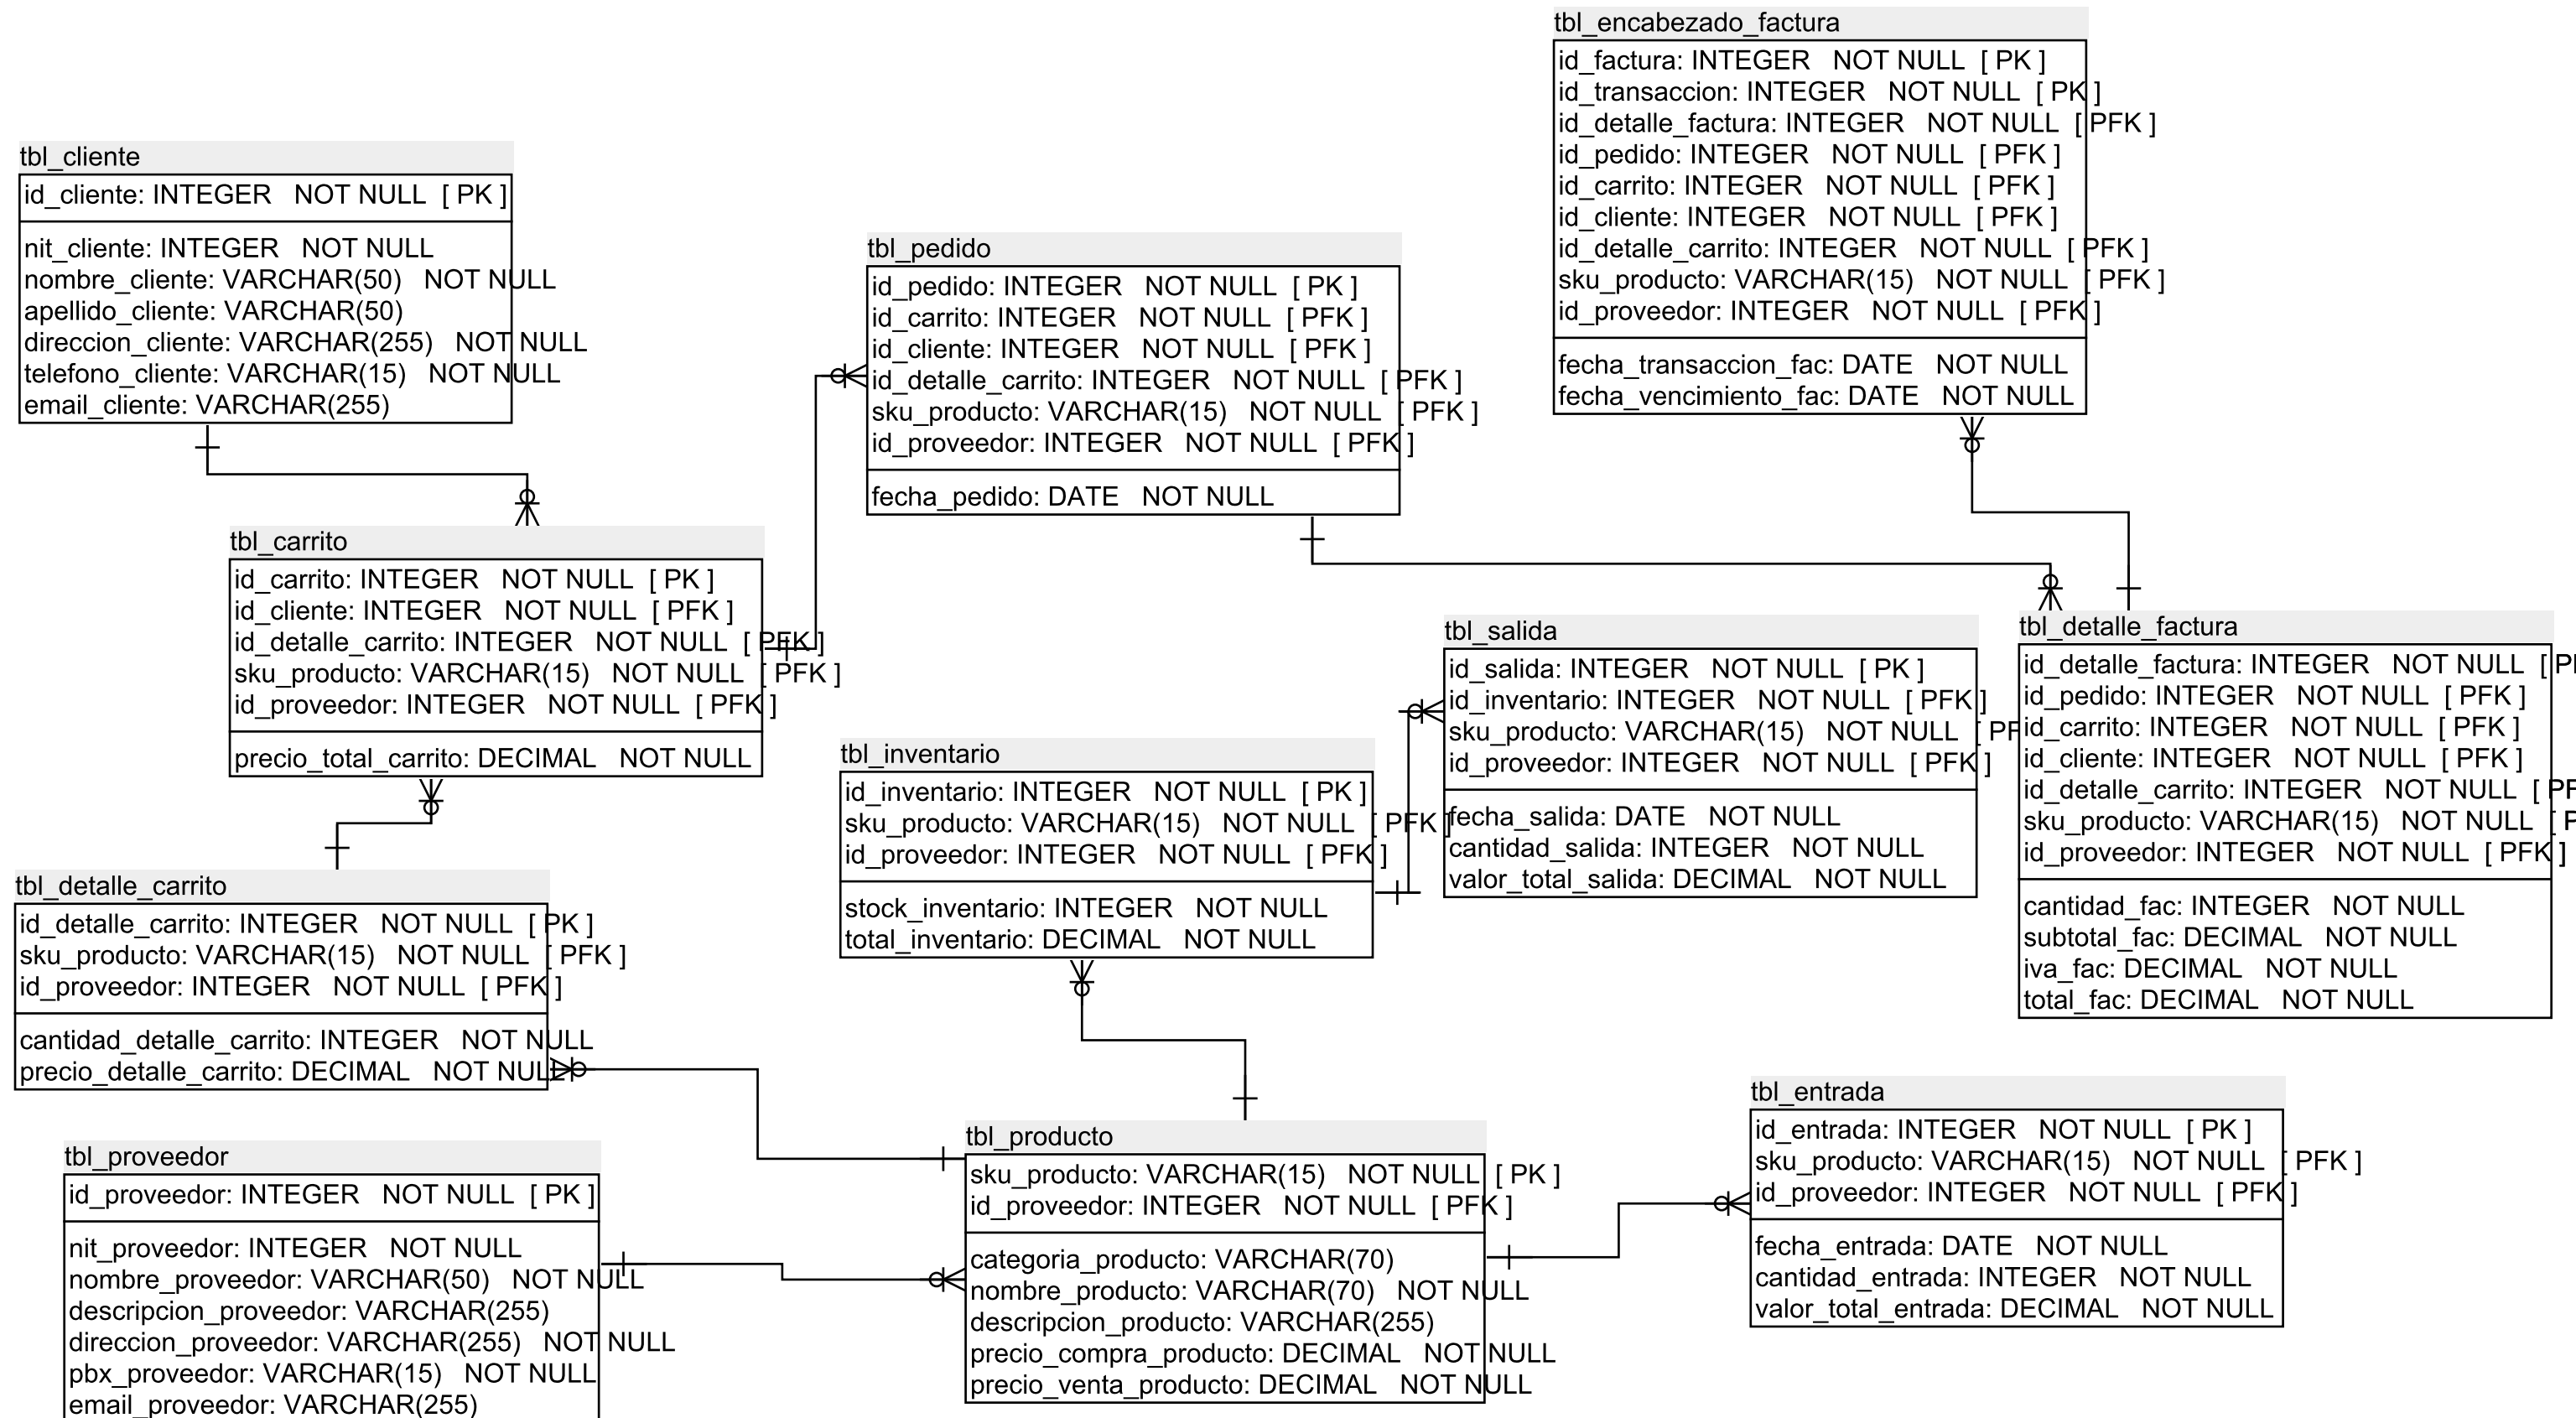 tbl_encabezado_factura
id_factura: INTEGER NOT NULL [ PK ]
id_transaccion: INTEGER NOT NULL [ PK ]
id_detalle_factura: INTEGER NOT NULL [ PFK ]
id_pedido: INTEGER NOT NULL [ PFK ]
id_carrito: INTEGER NOT NULL [ PFK ]
id_cliente: INTEGER NOT NULL [ PFK ]
id_detalle_carrito: INTEGER NOT NULL [ PFK ]
sku_producto: VARCHAR(15) NOT NULL [ PFK ]
id_proveedor: INTEGER NOT NULL [ PFK ]
fecha_transaccion_fac: DATE NOT NULL
fecha_vencimiento_fac: DATE NOT NULL
tbl_cliente
id_cliente: INTEGER NOT NULL [ PK ]
nit_cliente: INTEGER NOT NULL
nombre_cliente: VARCHAR(50) NOT NULL
apellido_cliente: VARCHAR(50)
direccion_cliente: VARCHAR(255) NOT NULL
telefono_cliente: VARCHAR(15) NOT NULL
email_cliente: VARCHAR(255)
tbl_pedido
id_pedido: INTEGER NOT NULL [ PK ]
id_carrito: INTEGER NOT NULL [ PFK ]
id_cliente: INTEGER NOT NULL [ PFK ]
id_detalle_carrito: INTEGER NOT NULL [ PFK ]
sku_producto: VARCHAR(15) NOT NULL [ PFK ]
id_proveedor: INTEGER NOT NULL [ PFK ]
fecha_pedido: DATE NOT NULL
tbl_carrito
id_carrito: INTEGER NOT NULL [ PK ]
id_cliente: INTEGER NOT NULL [ PFK ]
id_detalle_carrito: INTEGER NOT NULL [ PFK ]
sku_producto: VARCHAR(15) NOT NULL [ PFK ]
id_proveedor: INTEGER NOT NULL [ PFK ]
precio_total_carrito: DECIMAL NOT NULL
tbl_salida
id_salida: INTEGER NOT NULL [ PK ]
id_inventario: INTEGER NOT NULL [ PFK ]
sku_producto: VARCHAR(15) NOT NULL [ PF
id_proveedor: INTEGER NOT NULL [ PFK ]
fecha_salida: DATE NOT NULL
cantidad_salida: INTEGER NOT NULL
valor_total_salida: DECIMAL NOT NULL
tbl_detalle_factura
id_detalle_factura: INTEGER NOT NULL [ P
id_pedido: INTEGER NOT NULL [ PFK ]
id_carrito: INTEGER NOT NULL [ PFK ]
id_cliente: INTEGER NOT NULL [ PFK ]
id_detalle_carrito: INTEGER NOT NULL [ PF
sku_producto: VARCHAR(15) NOT NULL [ P
id_proveedor: INTEGER NOT NULL [ PFK ]
cantidad_fac: INTEGER NOT NULL
subtotal_fac: DECIMAL NOT NULL
iva_fac: DECIMAL NOT NULL
total_fac: DECIMAL NOT NULL
tbl_inventario
id_inventario: INTEGER NOT NULL [ PK ]
sku_producto: VARCHAR(15) NOT NULL [ PFK ]
id_proveedor: INTEGER NOT NULL [ PFK ]
stock_inventario: INTEGER NOT NULL
total_inventario: DECIMAL NOT NULL
tbl_detalle_carrito
id_detalle_carrito: INTEGER NOT NULL [ PK ]
sku_producto: VARCHAR(15) NOT NULL [ PFK ]
id_proveedor: INTEGER NOT NULL [ PFK ]
cantidad_detalle_carrito: INTEGER NOT NULL
precio_detalle_carrito: DECIMAL NOT NULL
tbl_proveedor
id_proveedor: INTEGER NOT NULL [ PK ]
nit_proveedor: INTEGER NOT NULL
nombre_proveedor: VARCHAR(50) NOT NULL
descripcion_proveedor: VARCHAR(255)
direccion_proveedor: VARCHAR(255) NOT NULL
pbx_proveedor: VARCHAR(15) NOT NULL
email_proveedor: VARCHAR(255)
tbl_producto
sku_producto: VARCHAR(15) NOT NULL [ PK ]
id_proveedor: INTEGER NOT NULL [ PFK ]
categoria_producto: VARCHAR(70)
nombre_producto: VARCHAR(70) NOT NULL
descripcion_producto: VARCHAR(255)
precio_compra_producto: DECIMAL NOT NULL
precio_venta_producto: DECIMAL NOT NULL
tbl_entrada
id_entrada: INTEGER NOT NULL [ PK ]
sku_producto: VARCHAR(15) NOT NULL [ PFK ]
id_proveedor: INTEGER NOT NULL [ PFK ]
fecha_entrada: DATE NOT NULL
cantidad_entrada: INTEGER NOT NULL
valor_total_entrada: DECIMAL NOT NULL